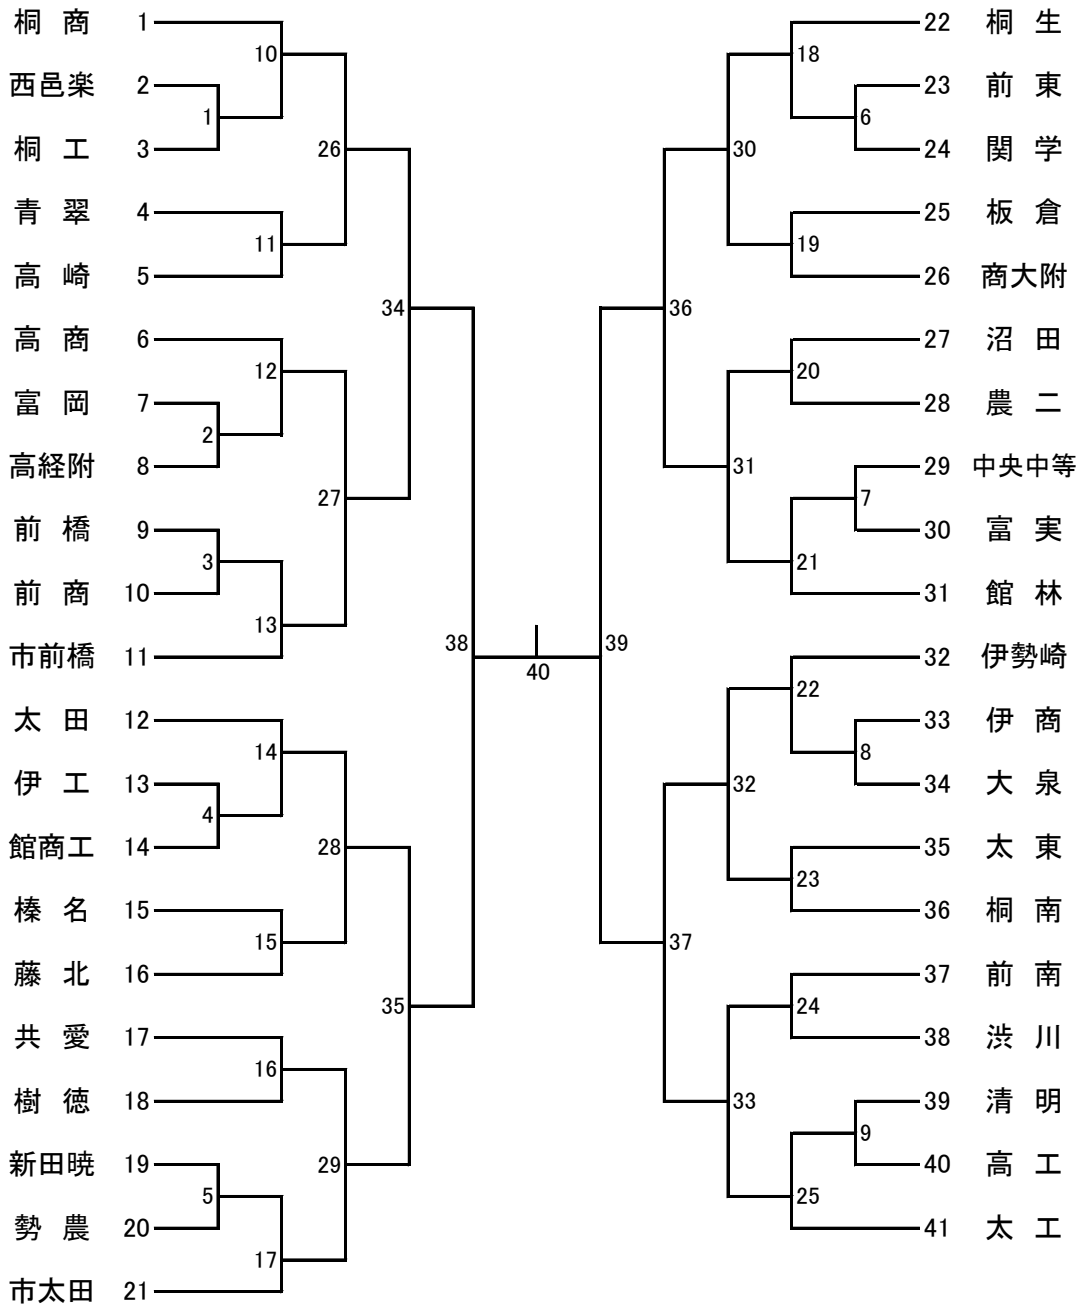 桐 商 1
西邑楽 2
桐 工 3
青 翠 4
高 崎 5
高 商 6
富 岡 7
高経附 8
前 橋 9
前 商 10
市前橋 11
太 田 12
伊 工 13
館商工 14
榛 名 15
藤 北 16
共 愛 17
樹 徳 18
新田暁 19
勢 農 20
市太田 21
1
2
3
4
5
10
11
12
13
14
15
16
17
26
27
28
29
34
35
38
40
39
36
37
30
31
32
33
18
19
20
21
22
23
24
25
6
7
8
9
22 桐 生
23 前 東
24 関 学
25 板 倉
26 商大附
27 沼 田
28 農 二
29 中央中等
30 富 実
31 館 林
32 伊勢崎
33 伊 商
34 大 泉
35 太 東
36 桐 南
37 前 南
38 渋 川
39 清 明
40 高 工
41 太 工